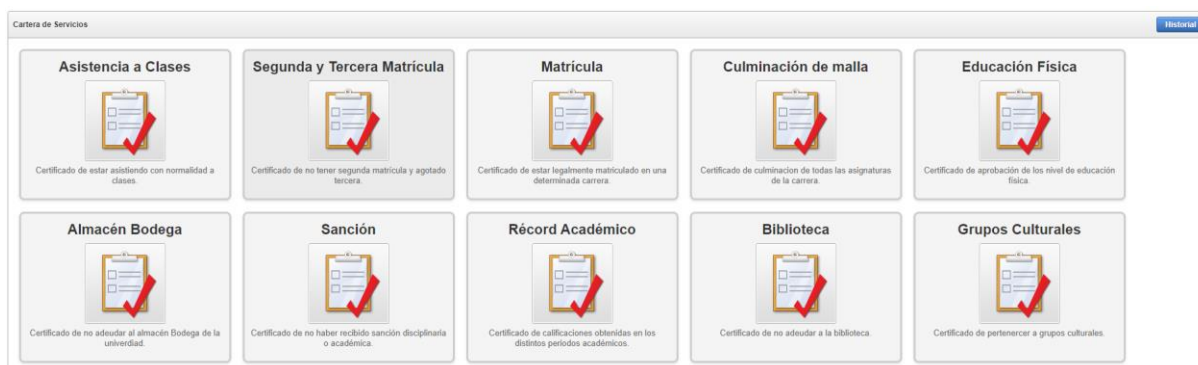 Cartera de Servicios
Historial
Asistencia a Clases
Certificado de estar asistiendo con normalidad a
clases.
Segunda y Tercera Matrícula
Certificado de no tener segunda matrícula y agotado
tercera.
Matrícula
Certificado de estar legalmente matriculado en una
determinada carrera.
Culminación de malla
Certificado de culminacion de todas las asignaturas
de la carrera.
Educación Física
Certificado de aprobación de los nivel de educación
física.
Almacén Bodega
Certificado de no adeudar al almacén Bodega de la
univerdiad.
Sanción
Certificado de no haber recibido sanción disciplinaria
o académica.
Récord Académico
Certificado de calificaciones obtenidas en los
distintos periodos académicos.
Biblioteca
Certificado de no adeudar a la biblioteca.
Grupos Culturales
Certificado de pertenercer a grupos culturales.